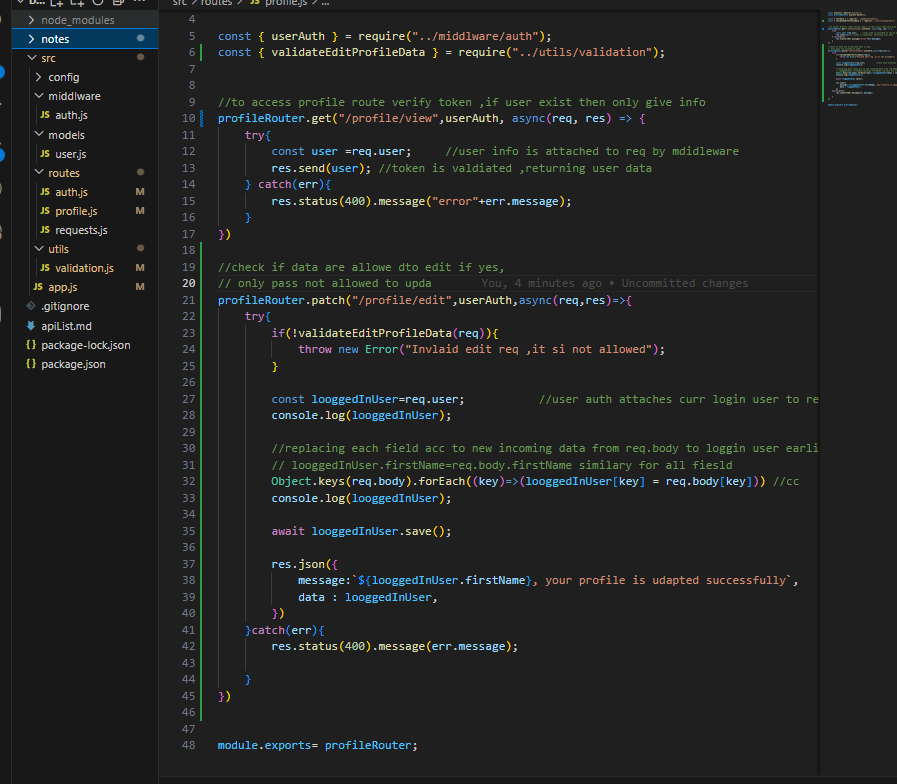 src > routes > JS profile.js > ...
node_modules
notes
src
config
middlware
JS auth.js
models
JS user.js
routes
JS auth.js M
JS profile.js M
JS requests.js
utils
JS validation.js M
JS app.js M
.gitignore
apiList.md
{} package-lock.json
{} package.json
4
5 const { userAuth } = require("../middlware/auth");
6 const { validateEditProfileData } = require("../utils/validation");
7
8
9 //to access profile route verify token ,if user exist then only give info
10 profileRouter.get("/profile/view",userAuth, async(req, res) => {
11 try{
12 const user =req.user; //user info is attached to req by mdidleware
13 res.send(user); //token is valdiated ,returning user data
14 } catch(err){
15 res.status(400).message("error"+err.message);
16 }
17 })
18
19 //check if data are allowe dto edit if yes,
20 // only pass not allowed to upda You, 4 minutes ago • Uncommitted changes
21 profileRouter.patch("/profile/edit",userAuth,async(req,res)=>{
22 try{
23 if(!validateEditProfileData(req)){
24 throw new Error("Invlaid edit req ,it si not allowed");
25 }
26
27 const looggedInUser=req.user; //user auth attaches curr login user to re
28 console.log(looggedInUser);
29
30 //replacing each field acc to new incoming data from req.body to loggin user earli
31 // looggedInUser.firstName=req.body.firstName similary for all fiesld
32 Object.keys(req.body).forEach((key)=>(looggedInUser[key] = req.body[key])) //cc
33 console.log(looggedInUser);
34
35 await looggedInUser.save();
36
37 res.json({
38 message:`${looggedInUser.firstName}, your profile is udapted successfully`,
39 data : looggedInUser,
40 })
41 }catch(err){
42 res.status(400).message(err.message);
43
44 }
45 })
46
47
48 module.exports= profileRouter;